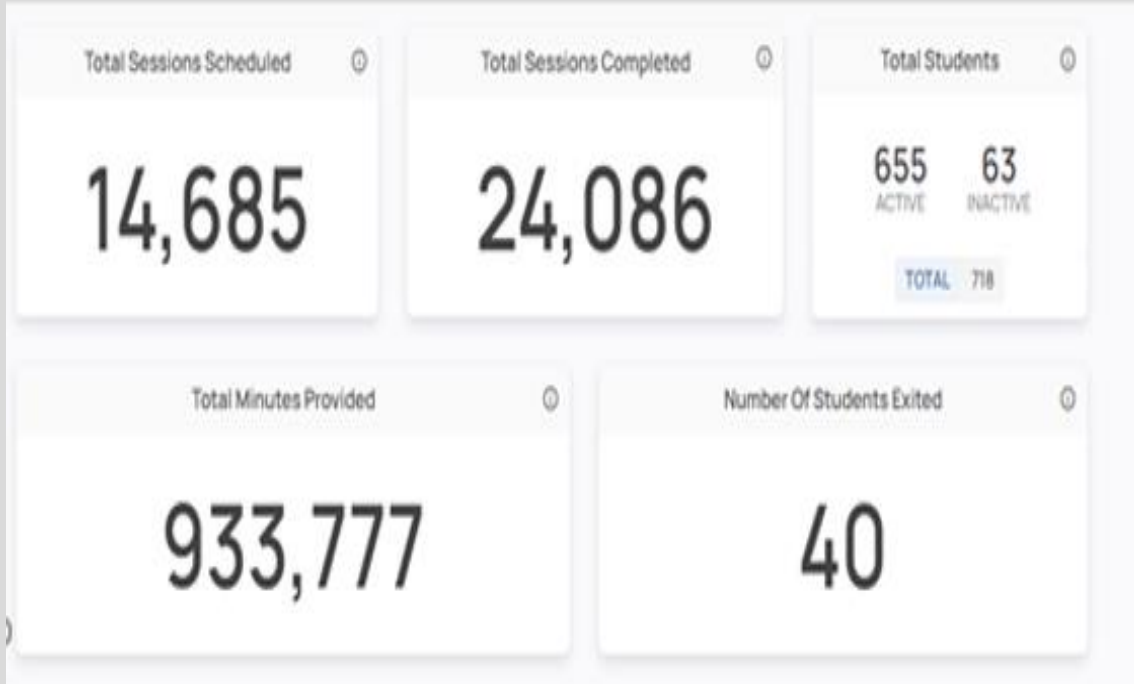 Total Sessions Scheduled
14,685
Total Sessions Completed
24,086
Total Students
655 63
ACTIVE INACTIVE
TOTAL 718
Total Minutes Provided
933,777
Number Of Students Exited
40